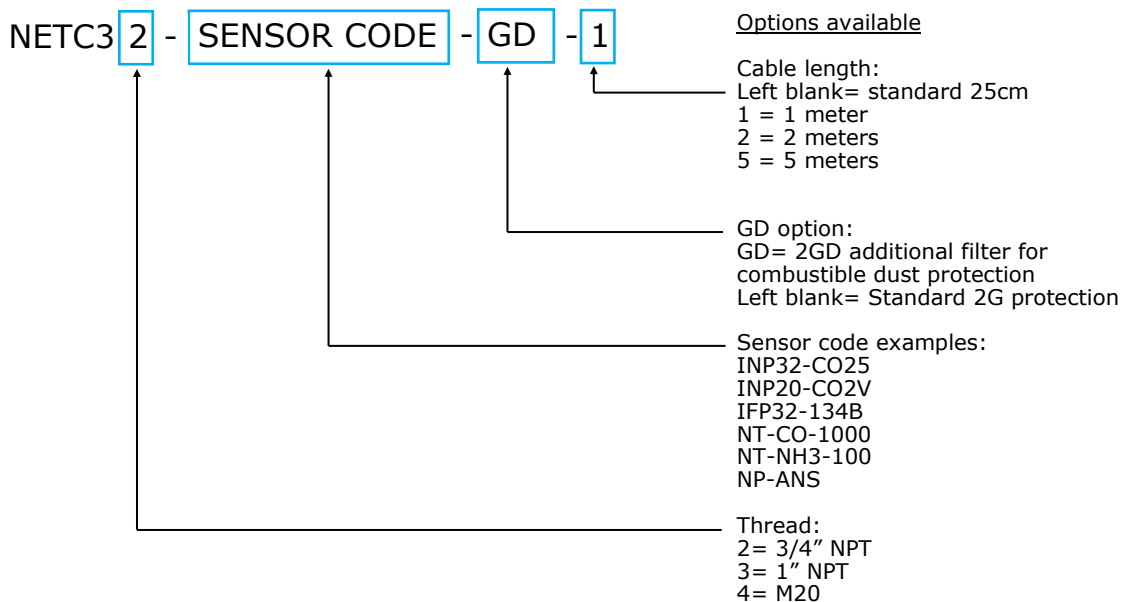 NETC3 2 - SENSOR CODE - GD - 1
Options available
Cable length:
Left blank= standard 25cm
1 = 1 meter
2 = 2 meters
5 = 5 meters
GD option:
GD= 2GD additional filter for
combustible dust protection
Left blank= Standard 2G protection
Sensor code examples:
INP32-CO25
INP20-CO2V
IFP32-134B
NT-CO-1000
NT-NH3-100
NP-ANS
Thread:
2= 3/4” NPT
3= 1” NPT
4= M20